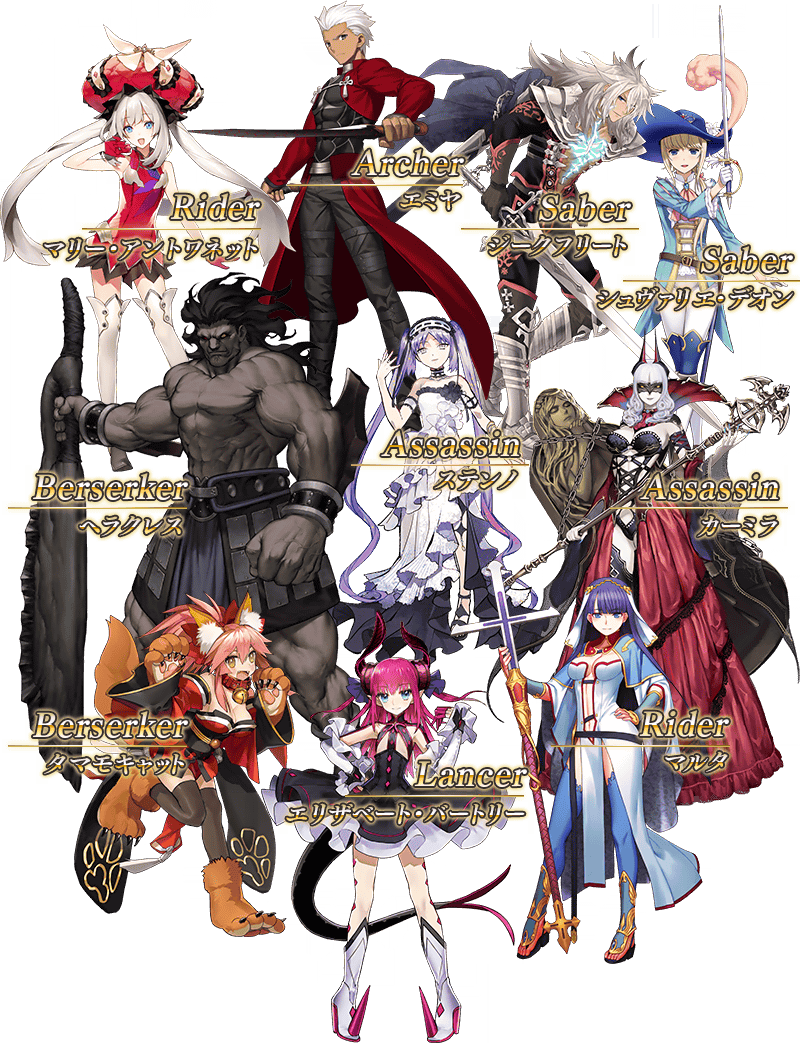 Archer
エミヤ
Rider
マリー・アントワネット
Saber
ジークフリート
Saber
シュヴァリエ・デオン
Assassin
ステンノ
Berserker
ヘラクレス
Assassin
カーミラ
Berserker
タマモキャット
Rider
マルタ
Lancer
エリザベート・バートリー